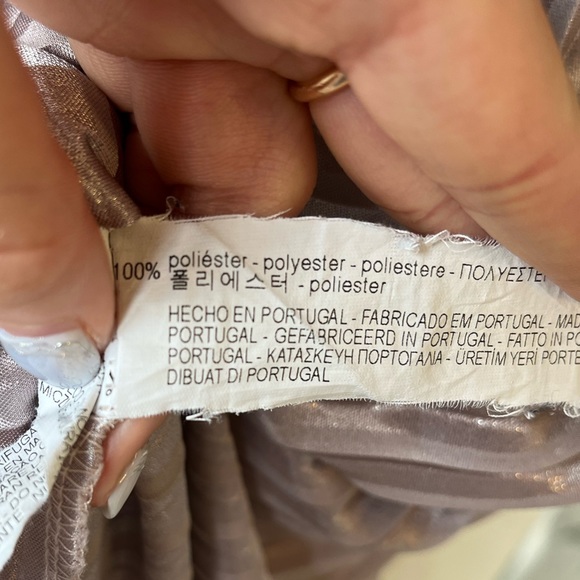 100% poliéster - polyester - poliestere - ΠΟΛΥΕΣΤΕ
폴 리 에 스 터 - poliester
HECHO EN PORTUGAL - FABRICADO EM PORTUGAL - MAD
PORTUGAL - GEFABRICEERD IN PORTUGAL - FATTO IN PO
PORTUGAL - ΚΑΤΑΣΚΕΥΗ ΠΟΡΤΟΓΑΛΙΑ - ÜRETİM YERİ PORTE
DIBUAT DI PORTUGAL